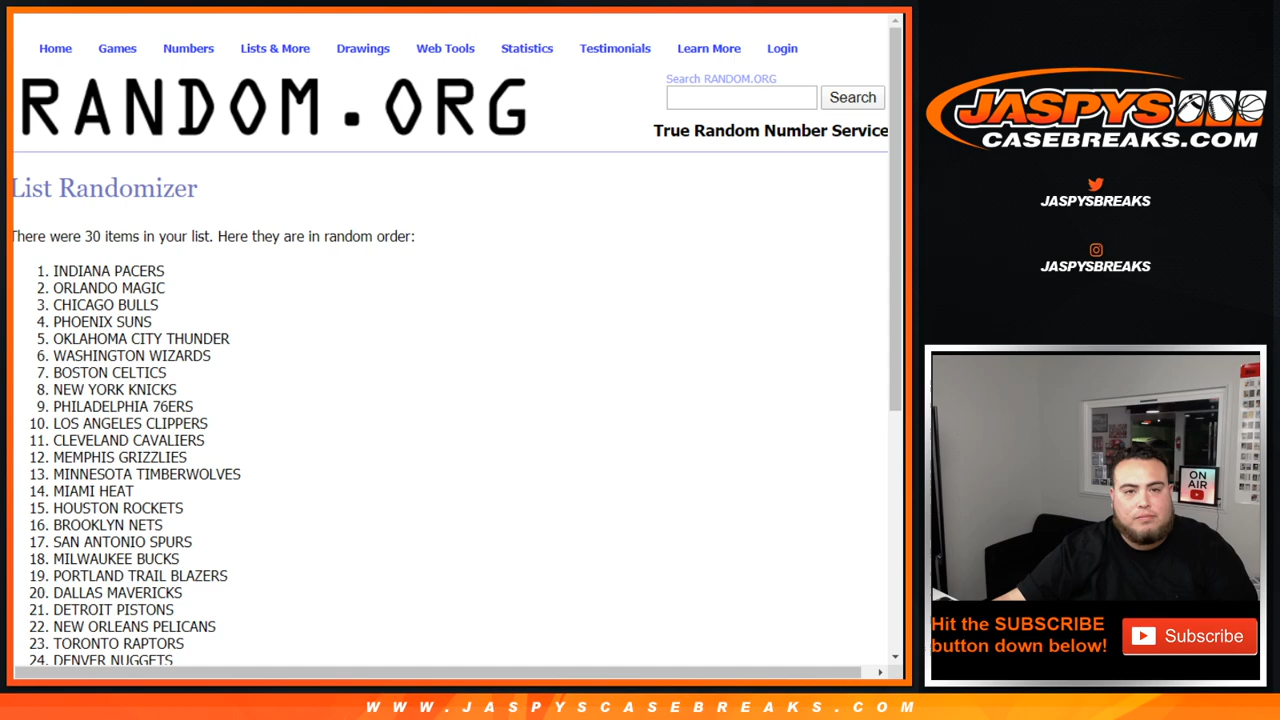 Home Games Numbers Lists & More Drawings Web Tools Statistics Testimonials Learn More Login
RANDOM.ORG
Search RANDOM.ORG
Search
True Random Number Service
List Randomizer
There were 30 items in your list. Here they are in random order:
1. INDIANA PACERS
2. ORLANDO MAGIC
3. CHICAGO BULLS
4. PHOENIX SUNS
5. OKLAHOMA CITY THUNDER
6. WASHINGTON WIZARDS
7. BOSTON CELTICS
8. NEW YORK KNICKS
9. PHILADELPHIA 76ERS
10. LOS ANGELES CLIPPERS
11. CLEVELAND CAVALIERS
12. MEMPHIS GRIZZLIES
13. MINNESOTA TIMBERWOLVES
14. MIAMI HEAT
15. HOUSTON ROCKETS
16. BROOKLYN NETS
17. SAN ANTONIO SPURS
18. MILWAUKEE BUCKS
19. PORTLAND TRAIL BLAZERS
20. DALLAS MAVERICKS
21. DETROIT PISTONS
22. NEW ORLEANS PELICANS
23. TORONTO RAPTORS
24. DENVER NUGGETS
JASPYS
CASEBREAKS.COM
JASPYSBREAKS
JASPYSBREAKS
ON
AIR
Hit the SUBSCRIBE
button down below!
Subscribe
WWW.JASPYSCASEBREAKS.COM